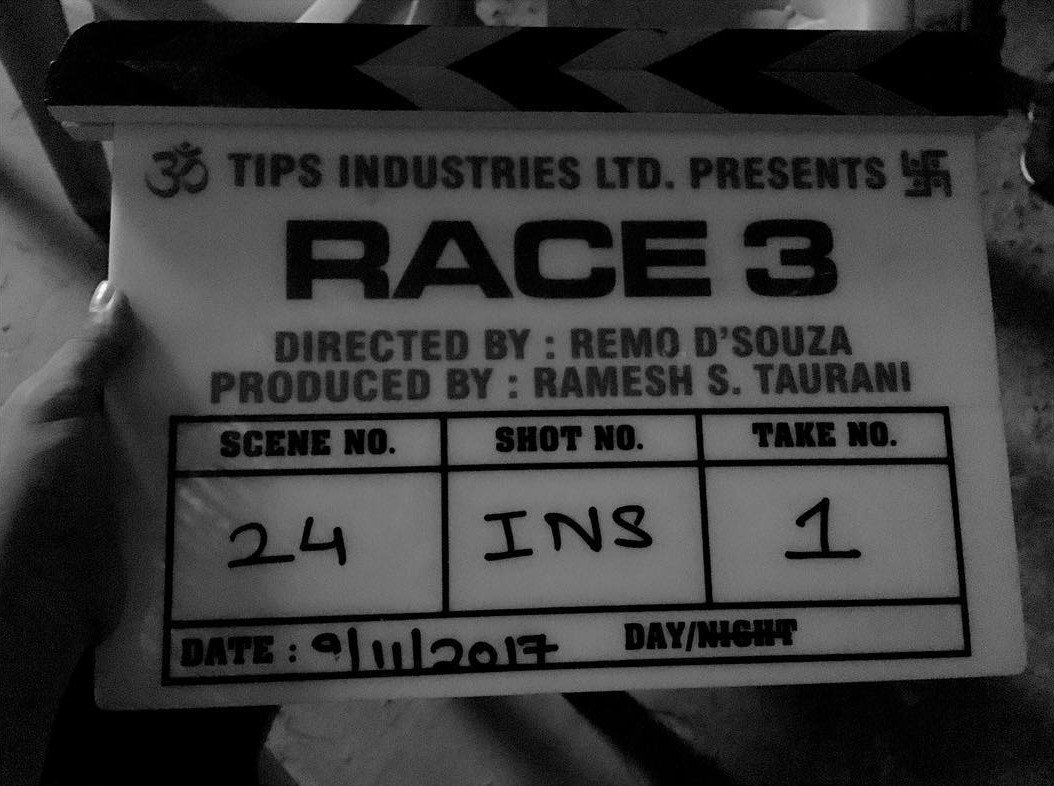 ॐ TIPS INDUSTRIES LTD. PRESENTS 卐
RACE 3
DIRECTED BY : REMO D'SOUZA
PRODUCED BY : RAMESH S. TAURANI
SCENE NO. SHOT NO. TAKE NO.
24 INS 1
DATE : 9/11/2017 DAY/NIGHT